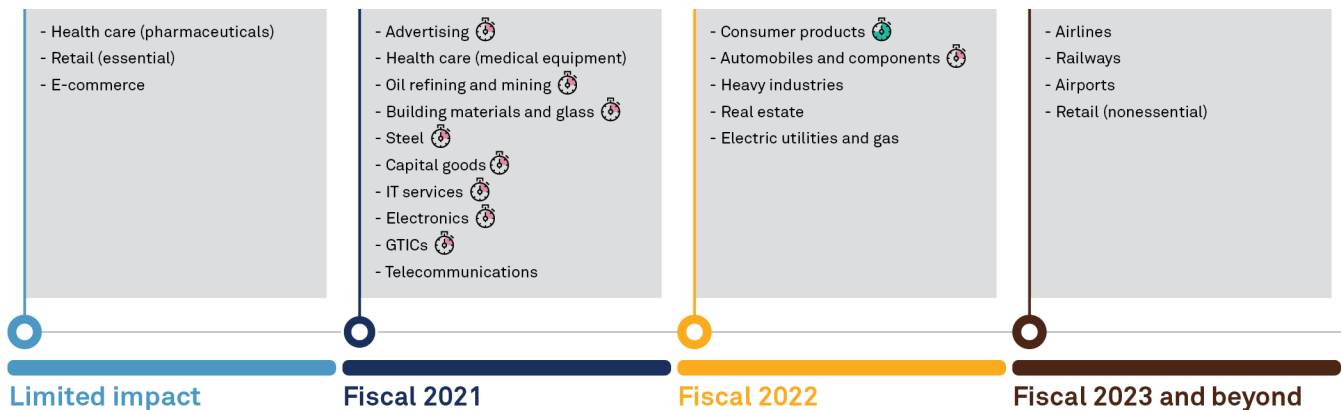 - Health care (pharmaceuticals)
- Retail (essential)
- E-commerce
- Advertising
- Health care (medical equipment)
- Oil refining and mining
- Building materials and glass
- Steel
- Capital goods
- IT services
- Electronics
- GTICs
- Telecommunications
- Consumer products
- Automobiles and components
- Heavy industries
- Real estate
- Electric utilities and gas
- Airlines
- Railways
- Airports
- Retail (nonessential)
Limited impact
Fiscal 2021
Fiscal 2022
Fiscal 2023 and beyond